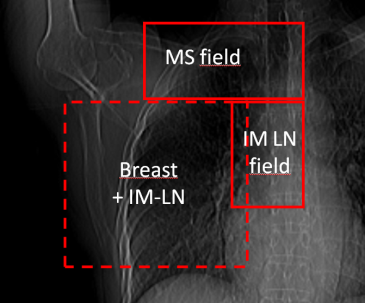 MS field
IM LN
field
Breast
+ IM-LN